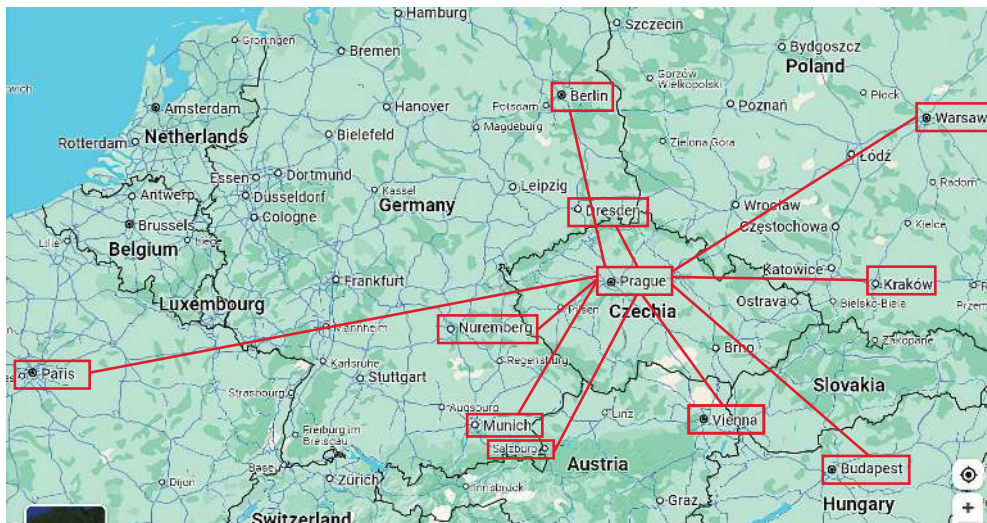 Hamburg
Szczecin
Groningen
Bremen
Bydgoszcz
Poland
Gorzów
Wielkopolski
Płock
Berlin
Potsdam
Hanover
Poznań
Amsterdam
Warsaw
Netherlands
Rotterdam
Bielefeld
Magdeburg
Zielona Góra
Łódź
Essen
Dortmund
Kassel
Leipzig
Radom
Antwerp
Düsseldorf
Germany
Dresden
Wrocław
Brussels
Cologne
Częstochowa
Kielce
Lille
Belgium
Liège
Frankfurt
Prague
Katowice
Kraków
Luxembourg
Pilsen
Czechia
Ostrava
Bielsko-Biała
Przem
Mannheim
Nuremberg
Zakopane
Brno
Paris
Karlsruhe
Regensburg
Stuttgart
Slovakia
Strasbourg
Augsburg
Linz
Vienna
Munich
Freiburg im
Breisgau
Salzburg
Austria
Basel
Budapest
Dijon
Zürich
Innsbruck
Graz
Hungary
Switzerland
+